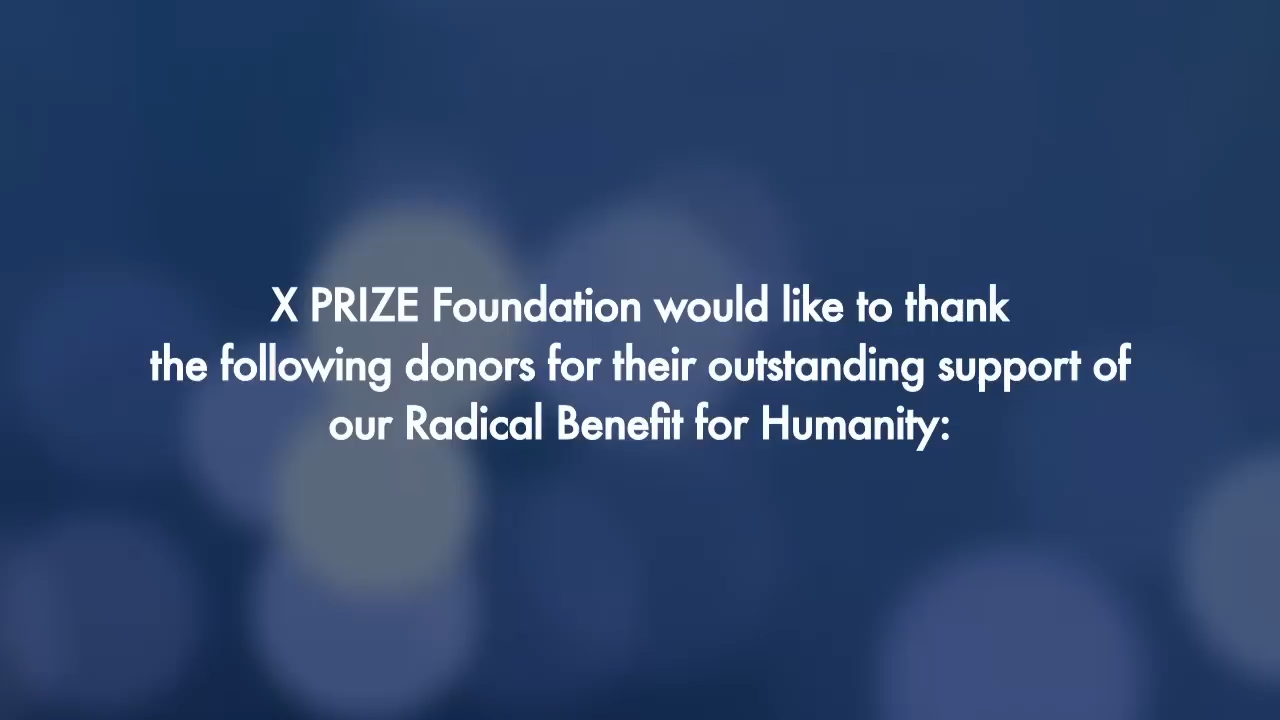 X PRIZE Foundation would like to thank
the following donors for their outstanding support of
our Radical Benefit for Humanity: